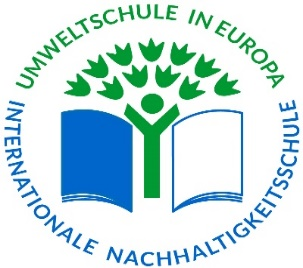 UMWELTSCHULE IN EUROPA
INTERNATIONALE NACHHALTIGKEITSSCHULE